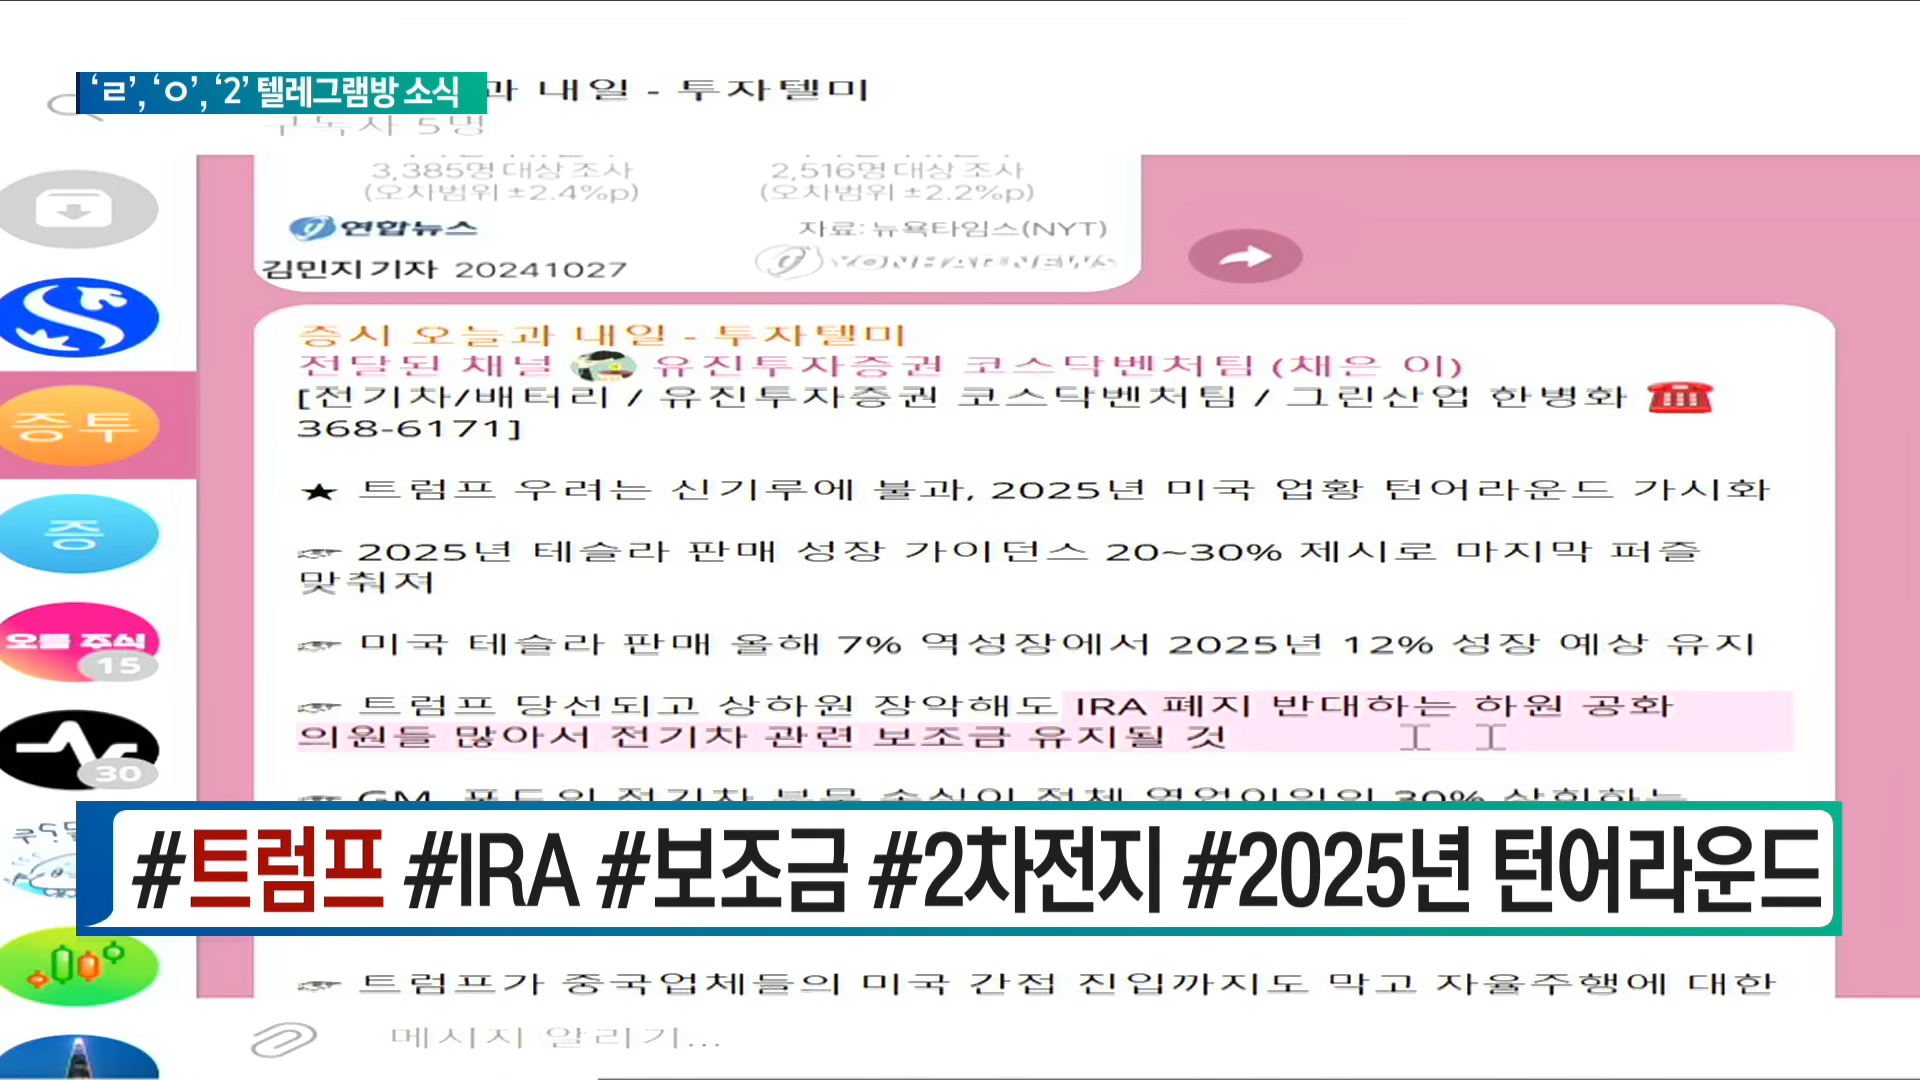 ‘ㄹ’, ‘ㅇ’, ‘2’ 텔레그램방 소식
과 내일 - 투자텔미
구독자 5명
3,385명 대상 조사
(오차범위 ±2.4%p)
2,516명 대상 조사
(오차범위 ±2.2%p)
연합뉴스
자료: 뉴욕타임스(NYT)
김민지 기자 20241027
YONHAP NEWS
증시 오늘과 내일 - 투자텔미
전달된 채널 유진투자증권 코스닥벤처팀 (채은 이)
[전기차/배터리 / 유진투자증권 코스닥벤처팀 / 그린산업 한병화 ☎
368-6171]
★ 트럼프 우려는 신기루에 불과, 2025년 미국 업황 턴어라운드 가시화
☞ 2025년 테슬라 판매 성장 가이던스 20~30% 제시로 마지막 퍼즐
맞춰져
☞ 미국 테슬라 판매 올해 7% 역성장에서 2025년 12% 성장 예상 유지
☞ 트럼프 당선되고 상하원 장악해도 IRA 폐지 반대하는 하원 공화
의원들 많아서 전기차 관련 보조금 유지될 것
#트럼프 #IRA #보조금 #2차전지 #2025년 턴어라운드
☞ 트럼프가 중국업체들의 미국 간접 진입까지도 막고 자율주행에 대한
메시지 알리기...
증투
증
오를 주식
15
30